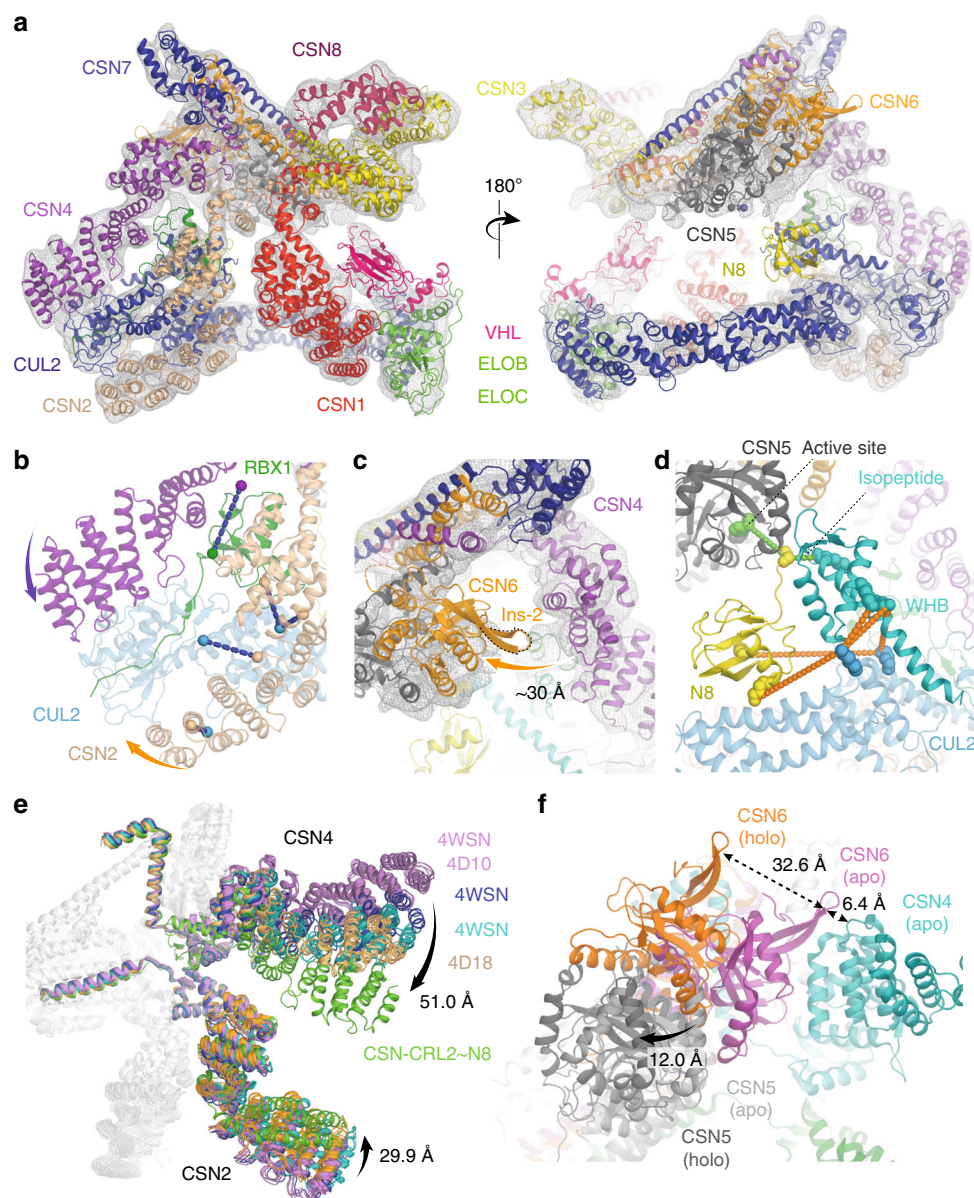 a
CSN7
CSN8
CSN3
CSN6
CSN4
180°
CSN5
N8
CUL2
CSN2
CSN1
VHL
ELOB
ELOC
b
RBX1
CUL2
CSN2
c
CSN4
CSN6
Ins-2
~30 Å
d
CSN5
Active site
Isopeptide
WHB
N8
CUL2
e
CSN4
4WSN
4D10
4WSN
4WSN
4D18
51.0 Å
CSN-CRL2~N8
CSN2
29.9 Å
f
CSN6
(holo)
32.6 Å
CSN6
(apo)
6.4 Å
CSN4
(apo)
12.0 Å
CSN5
(apo)
CSN5
(holo)